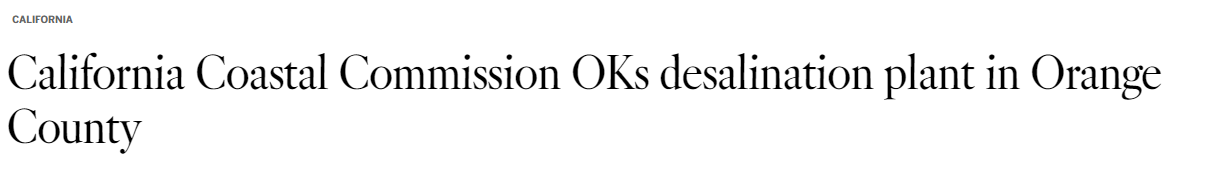 CALIFORNIA
California Coastal Commission OKs desalination plant in Orange
County